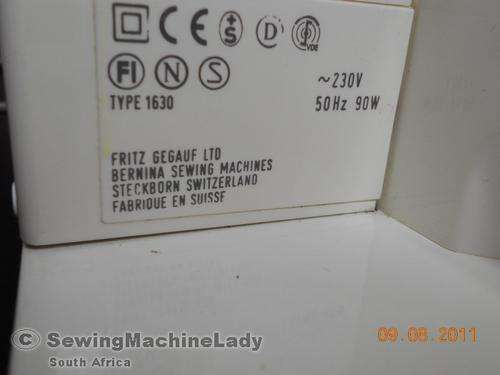 CE +S D VDE
FI N S
TYPE 1630
~230V
50Hz 90W
FRITZ GEGAUF LTD
BERNINA SEWING MACHINES
STECKBORN SWITZERLAND
FABRIQUE EN SUISSE
© SewingMachineLady
South Africa
09.08.2011